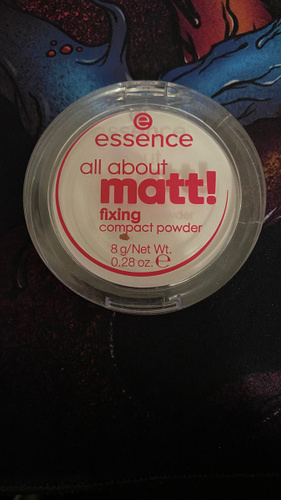 e
essence
all about
matt!
fixing
compact powder
8 g/Net Wt.
0.28 oz. ℮